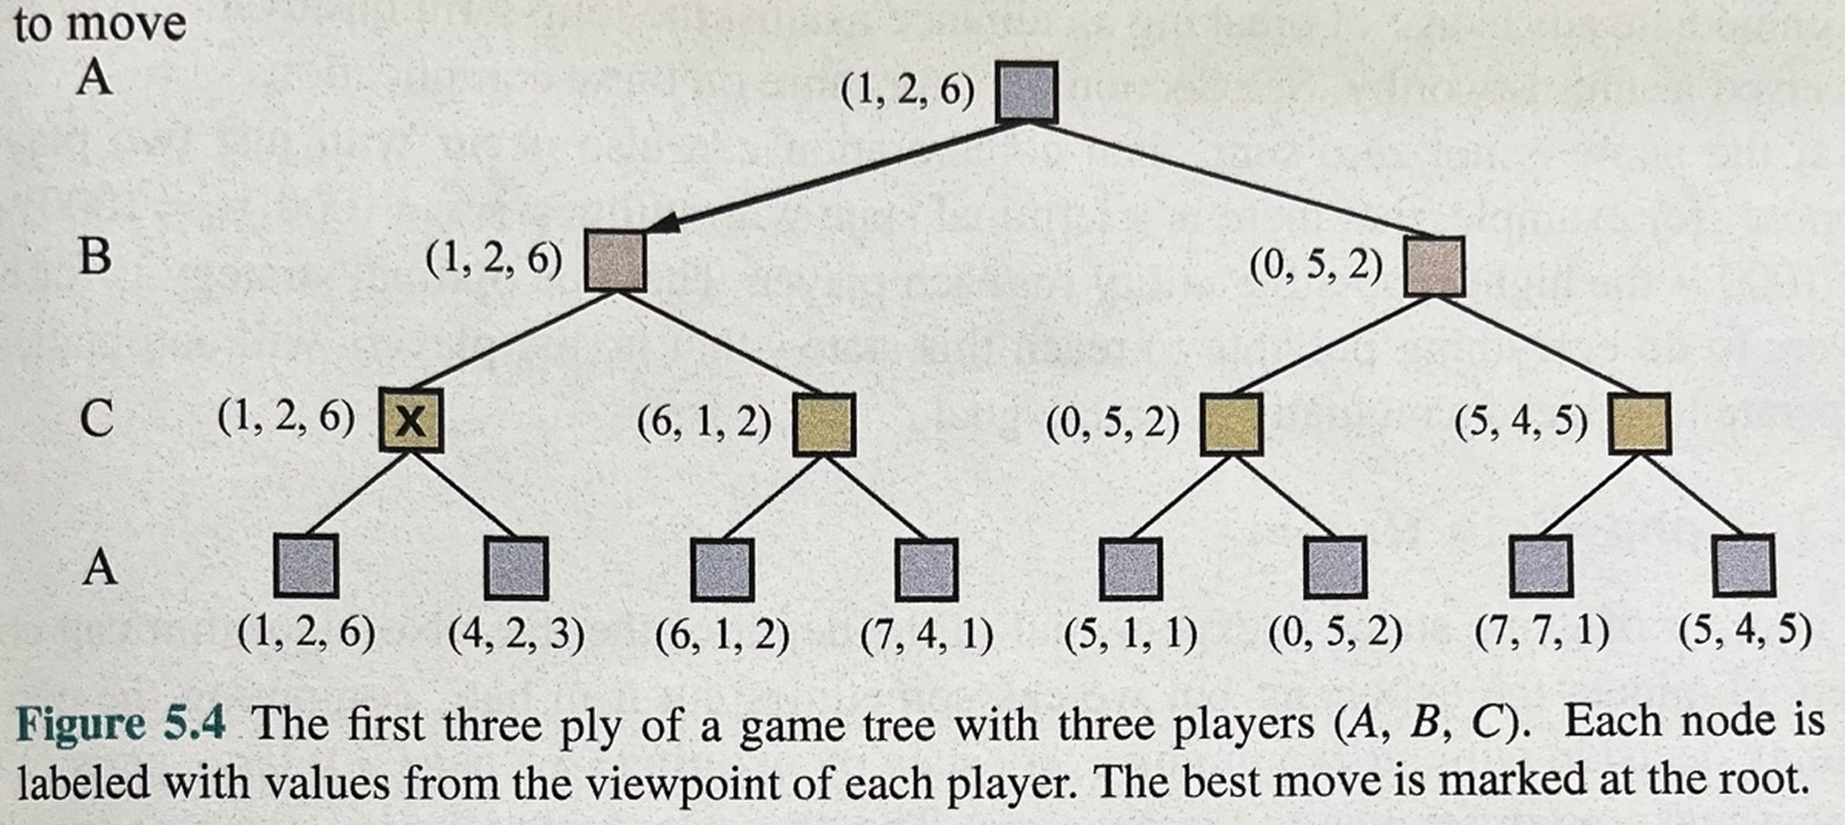 to move
A
(1, 2, 6)
B
(1, 2, 6)
(0, 5, 2)
C
(1, 2, 6)
X
(6, 1, 2)
(0, 5, 2)
(5, 4, 5)
A
(1, 2, 6) (4, 2, 3) (6, 1, 2) (7, 4, 1) (5, 1, 1) (0, 5, 2) (7, 7, 1) (5, 4, 5)
Figure 5.4 The first three ply of a game tree with three players (A, B, C). Each node is
labeled with values from the viewpoint of each player. The best move is marked at the root.